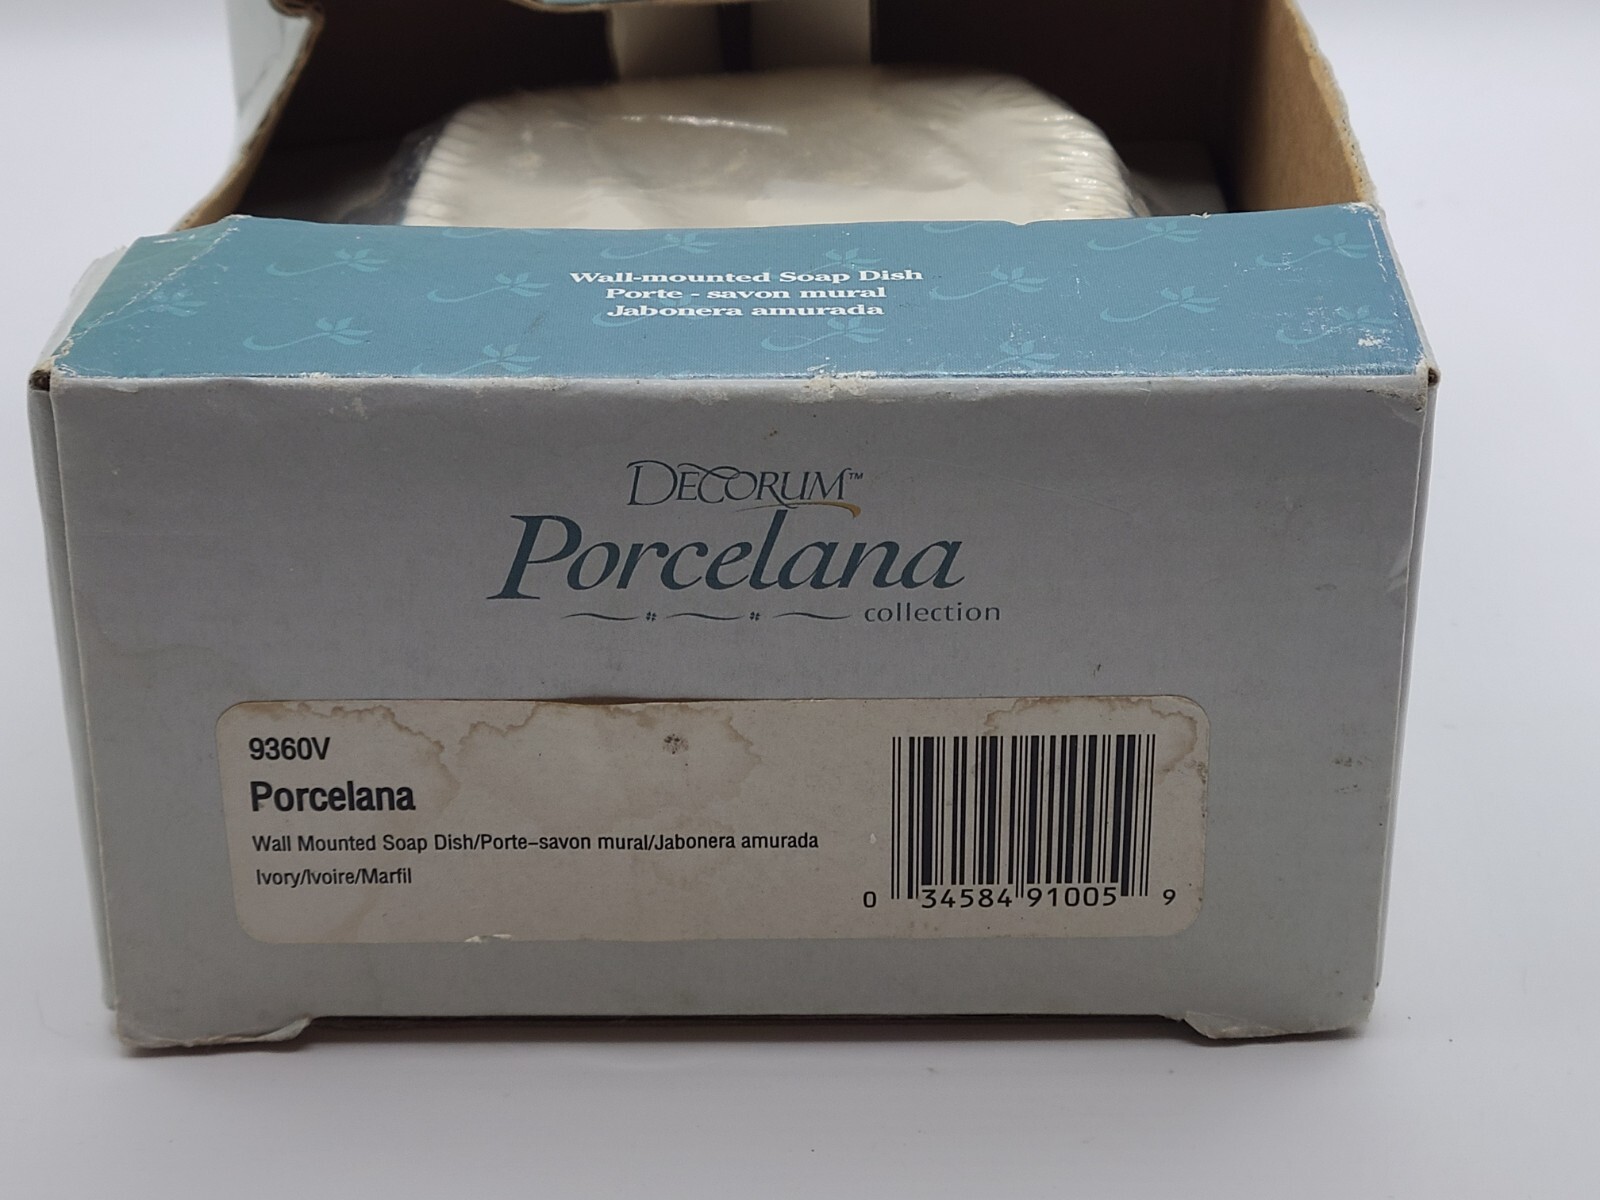 Wall-mounted Soap Dish
Porte - savon mural
Jabonera amurada
DECORUM™
Porcelana
collection
9360V
Porcelana
Wall Mounted Soap Dish/Porte-savon mural/Jabonera amurada
Ivory/Ivoire/Marfil
0 34584 91005 9